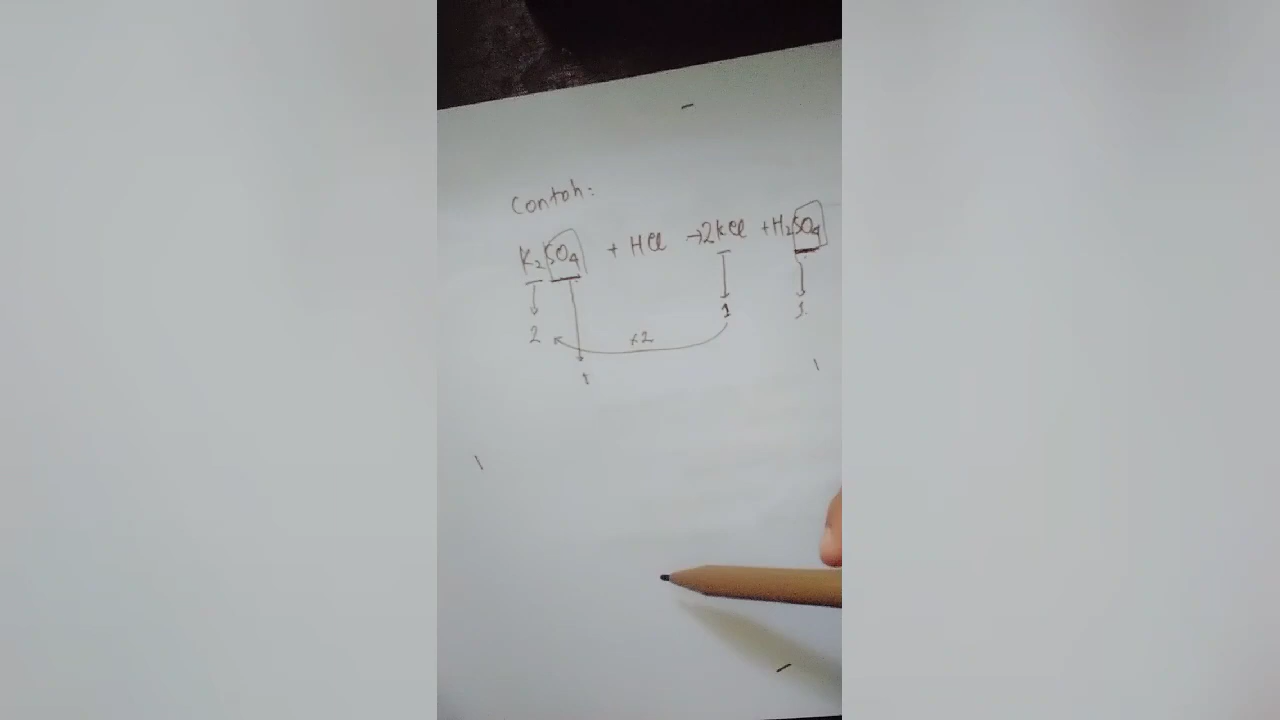 Contoh:
K₂SO₄ + HCl → 2KCl + H₂SO₄
2 1 1
×2
1